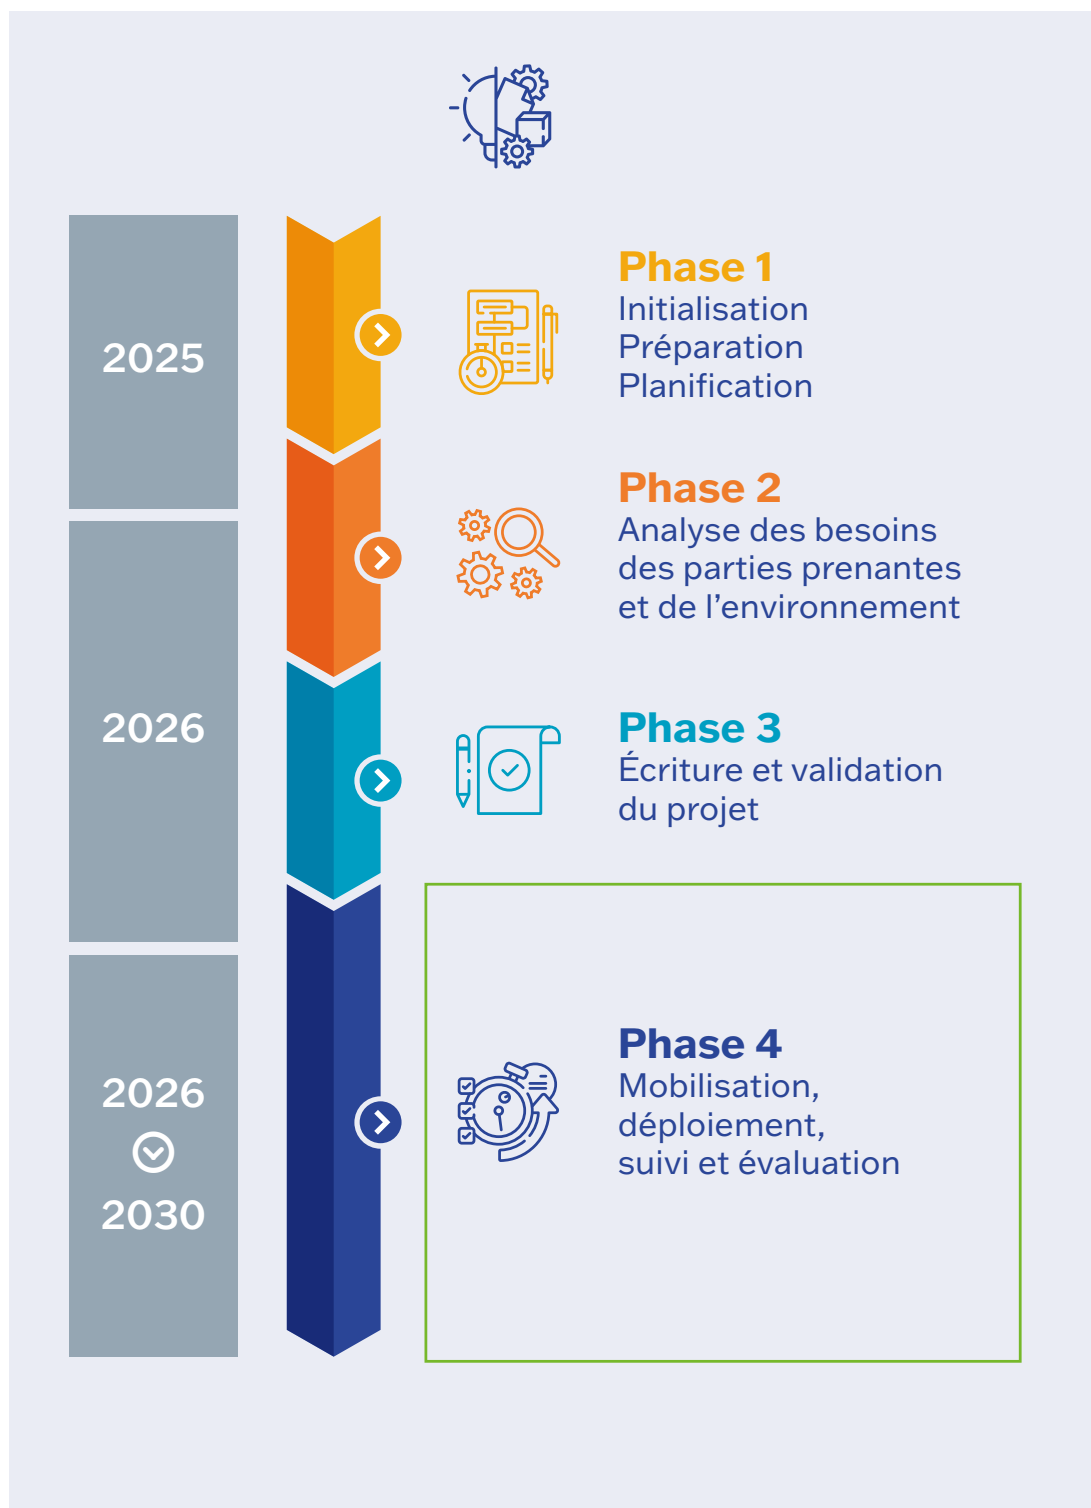 2025
Phase 1
Initialisation
Préparation
Planification
Phase 2
Analyse des besoins
des parties prenantes
et de l’environnement
2026
Phase 3
Écriture et validation
du projet
2026
2030
Phase 4
Mobilisation,
déploiement,
suivi et évaluation